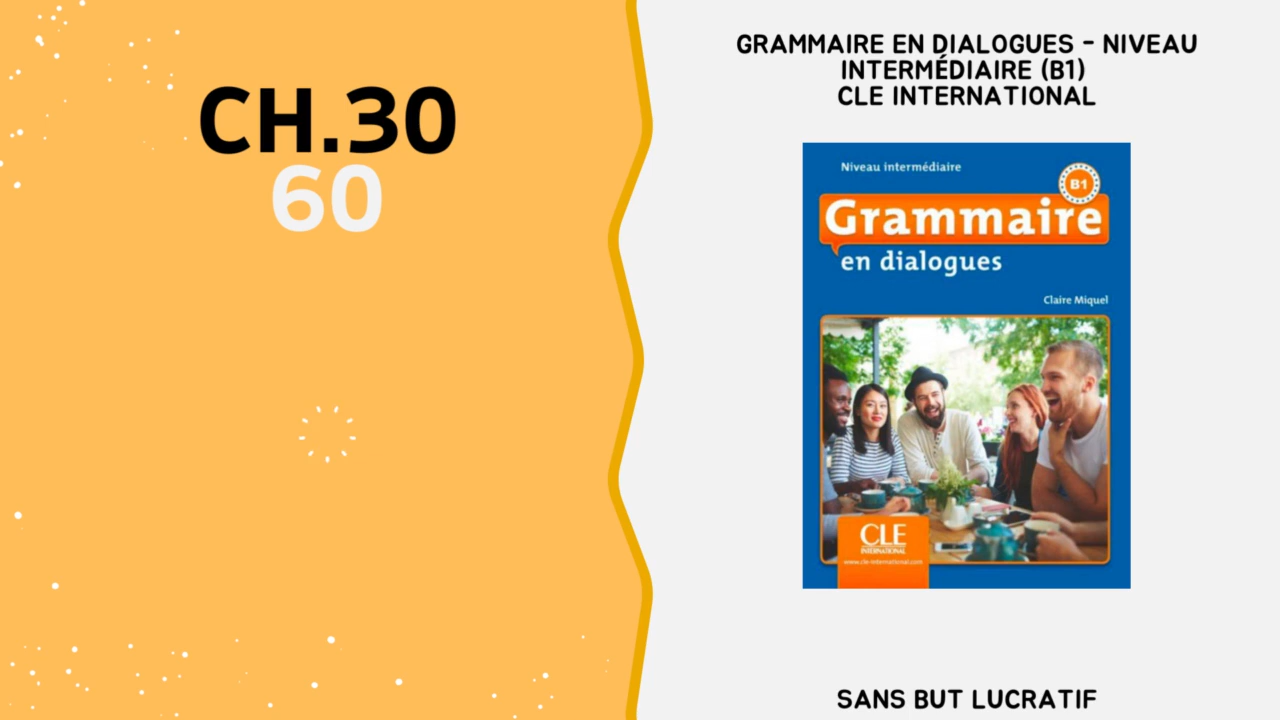 CH.30
60
GRAMMAIRE EN DIALOGUES - NIVEAU
INTERMÉDIAIRE (B1)
CLE INTERNATIONAL
Niveau intermédiaire
B1
Grammaire
en dialogues
Claire Miquel
CLE
INTERNATIONAL
www.cle-international.com
SANS BUT LUCRATIF